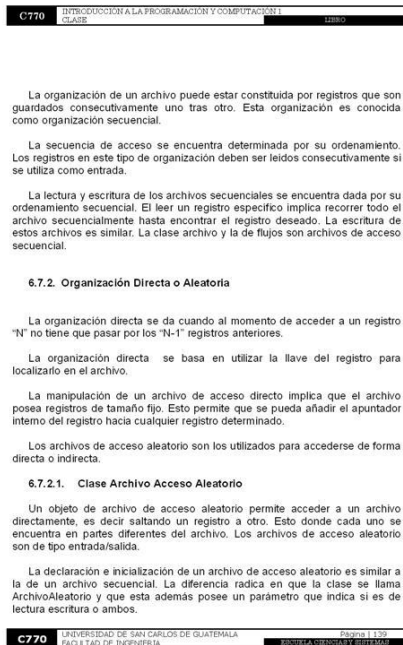 C770
INTRODUCCIÓN A LA PROGRAMACIÓN Y COMPUTACIÓN 1
CLASE
LIBRO
La organización de un archivo puede estar constituida por registros que son
guardados consecutivamente uno tras otro. Esta organización es conocida
como organización secuencial.
La secuencia de acceso se encuentra determinada por su ordenamiento.
Los registros en este tipo de organización deben ser leidos consecutivamente si
se utiliza como entrada.
La lectura y escritura de los archivos secuenciales se encuentra dada por su
ordenamiento secuencial. El leer un registro especifico implica recorrer todo el
archivo secuencialmente hasta encontrar el registro deseado. La escritura de
estos archivos es similar. La clase archivo y la de flujos son archivos de acceso
secuencial.
6.7.2. Organización Directa o Aleatoria
La organización directa se da cuando al momento de acceder a un registro
“N” no tiene que pasar por los “N-1” registros anteriores.
La organización directa se basa en utilizar la llave del registro para
localizarlo en el archivo.
La manipulación de un archivo de acceso directo implica que el archivo
posea registros de tamaño fijo. Esto permite que se pueda añadir el apuntador
interno del registro hacia cualquier registro determinado.
Los archivos de acceso aleatorio son los utilizados para accederse de forma
directa o indirecta.
6.7.2.1. Clase Archivo Acceso Aleatorio
Un objeto de archivo de acceso aleatorio permite acceder a un archivo
directamente, es decir saltando un registro a otro. Esto donde cada uno se
encuentra en partes diferentes del archivo. Los archivos de acceso aleatorio
son de tipo entrada/salida.
La declaración e inicialización de un archivo de acceso aleatorio es similar a
la de un archivo secuencial. La diferencia radica en que la clase se llama
ArchivoAleatorio y que esta además posee un parámetro que indica si es de
lectura escritura o ambos.
C770
UNIVERSIDAD DE SAN CARLOS DE GUATEMALA
FACULTAD DE INGENIERÍA
Página | 139
ESCUELA CIENCIAS Y SISTEMAS